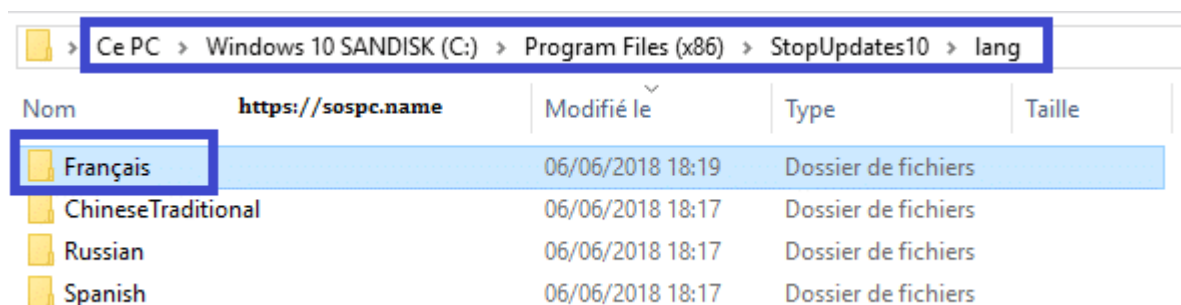 Ce PC > Windows 10 SANDISK (C:) > Program Files (x86) > StopUpdates10 > lang
Nom https://sospc.name Modifié le Type Taille
Français 06/06/2018 18:19 Dossier de fichiers
ChineseTraditional 06/06/2018 18:17 Dossier de fichiers
Russian 06/06/2018 18:17 Dossier de fichiers
Spanish 06/06/2018 18:17 Dossier de fichiers